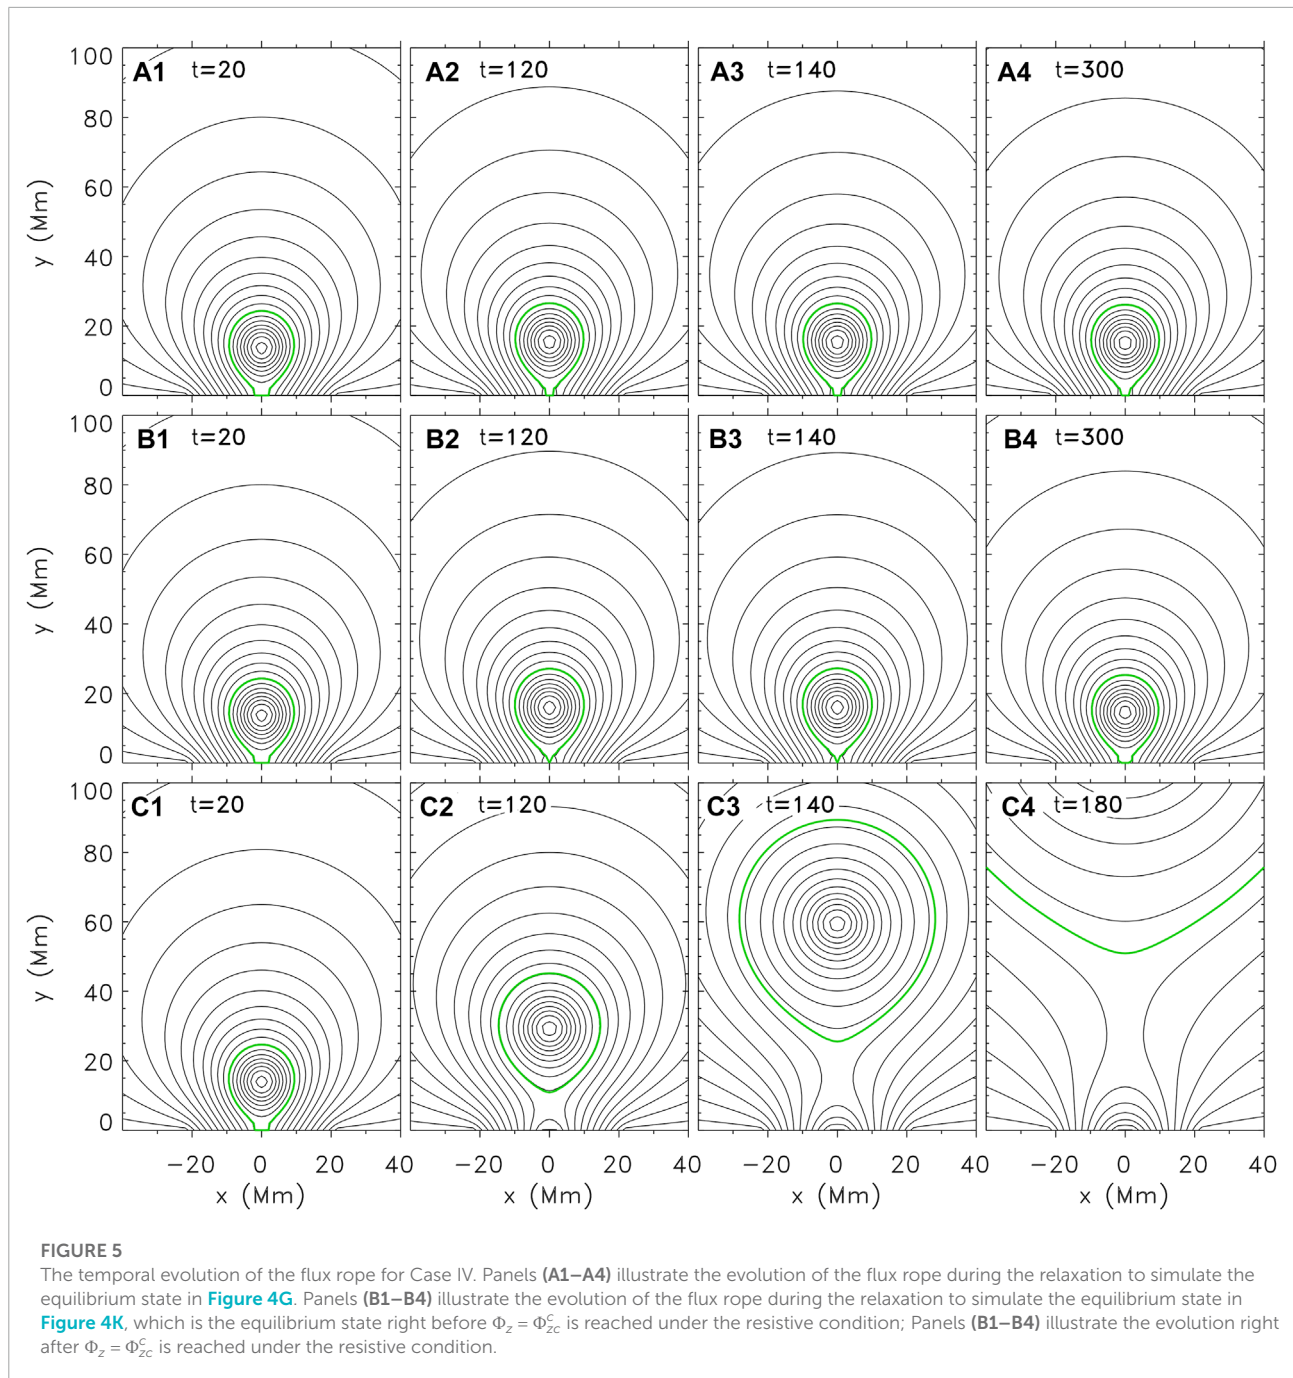 A1 t=20
A2 t=120
A3 t=140
A4 t=300
100
80
60
40
20
0
y (Mm)
B1 t=20
B2 t=120
B3 t=140
B4 t=300
100
80
60
40
20
0
y (Mm)
C1 t=20
C2 t=120
C3 t=140
C4 t=180
100
80
60
40
20
0
y (Mm)
−20 0 20 40 −20 0 20 40 −20 0 20 40 −20 0 20 40
x (Mm) x (Mm) x (Mm) x (Mm)
FIGURE 5
The temporal evolution of the flux rope for Case IV. Panels (A1–A4) illustrate the evolution of the flux rope during the relaxation to simulate the
equilibrium state in Figure 4G. Panels (B1–B4) illustrate the evolution of the flux rope during the relaxation to simulate the equilibrium state in
Figure 4K, which is the equilibrium state right before Φ_z = Φ_zc^c is reached under the resistive condition; Panels (B1–B4) illustrate the evolution right
after Φ_z = Φ_zc^c is reached under the resistive condition.